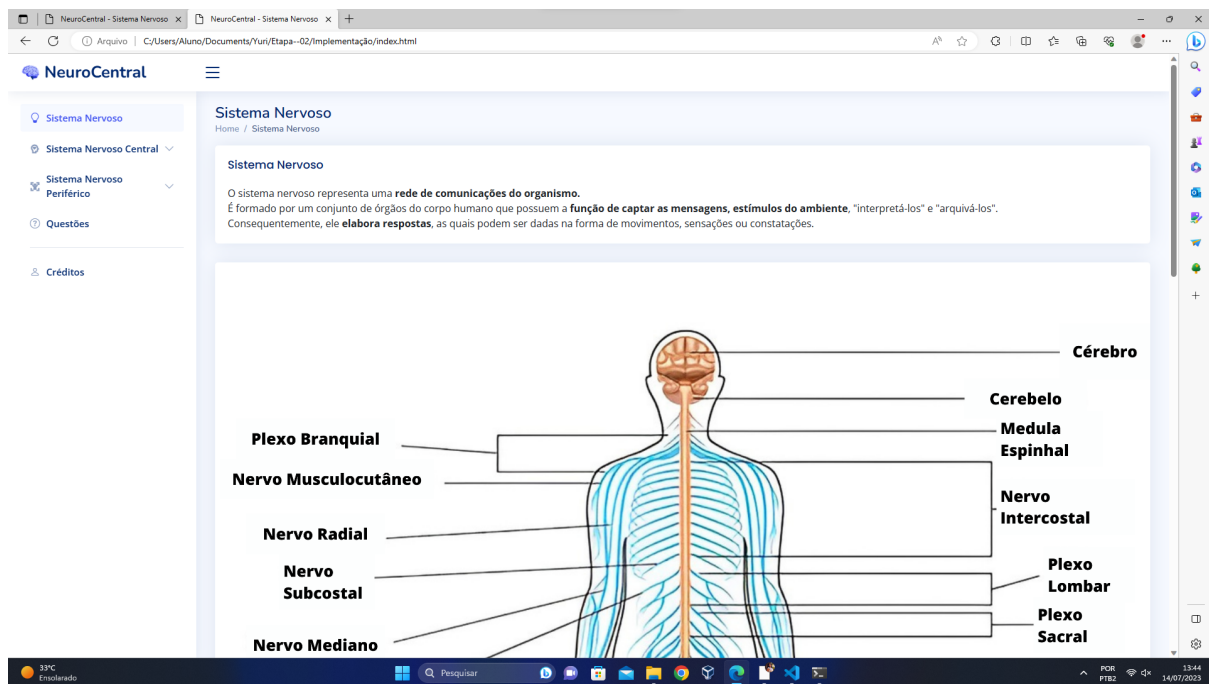 NeuroCentral - Sistema Nervoso
NeuroCentral - Sistema Nervoso
Arquivo | C:/Users/Aluno/Documents/Yuri/Etapa--02/Implementação/index.html
NeuroCentral
Sistema Nervoso
Sistema Nervoso Central
Sistema Nervoso
Periférico
Questões
Créditos
Sistema Nervoso
Home / Sistema Nervoso
Sistema Nervoso
O sistema nervoso representa uma rede de comunicações do organismo.
É formado por um conjunto de órgãos do corpo humano que possuem a função de captar as mensagens, estímulos do ambiente, "interpretá-los" e "arquivá-los".
Consequentemente, ele elabora respostas, as quais podem ser dadas na forma de movimentos, sensações ou constatações.
Cérebro
Cerebelo
Medula
Espinhal
Plexo Branquial
Nervo Musculocutâneo
Nervo
Intercostal
Nervo Radial
Nervo
Subcostal
Plexo
Lombar
Plexo
Sacral
Nervo Mediano
33°C
Ensolarado
Pesquisar
POR
PTB2
13:44
14/07/2023